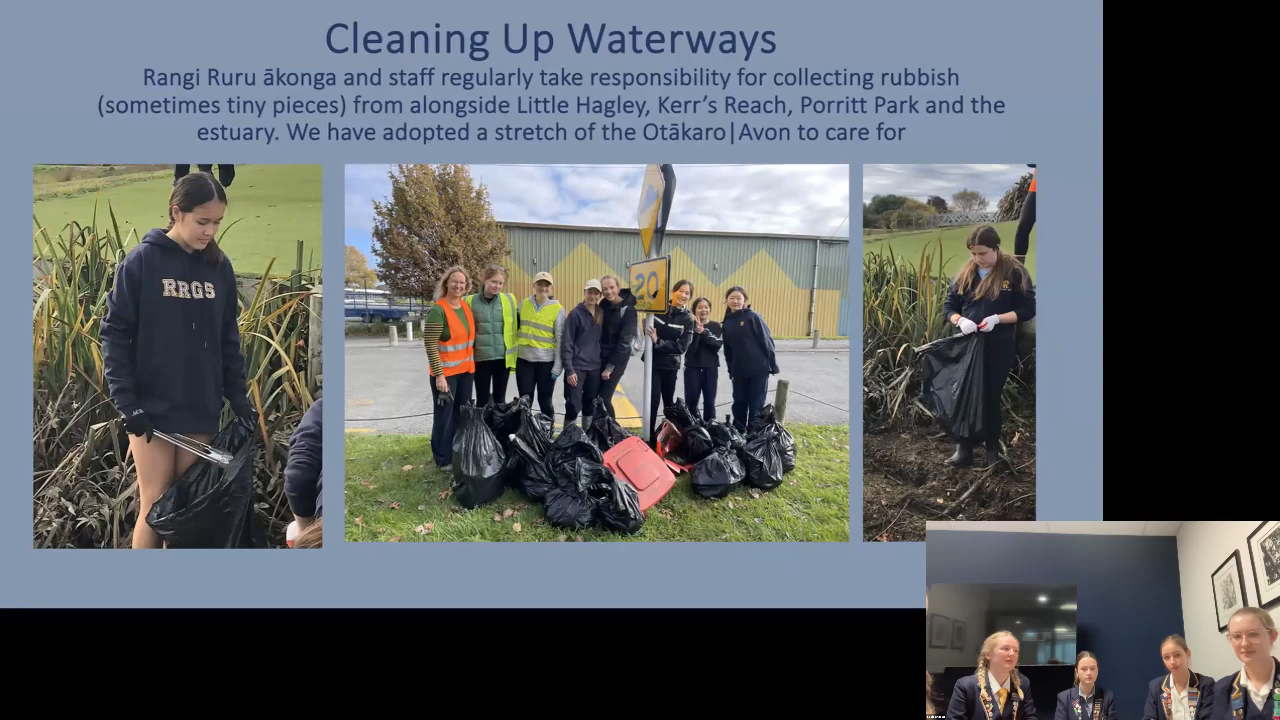 Cleaning Up Waterways
Rangi Ruru ākonga and staff regularly take responsibility for collecting rubbish
(sometimes tiny pieces) from alongside Little Hagley, Kerr's Reach, Porritt Park and the
estuary. We have adopted a stretch of the Otākaro|Avon to care for
RRGS
20